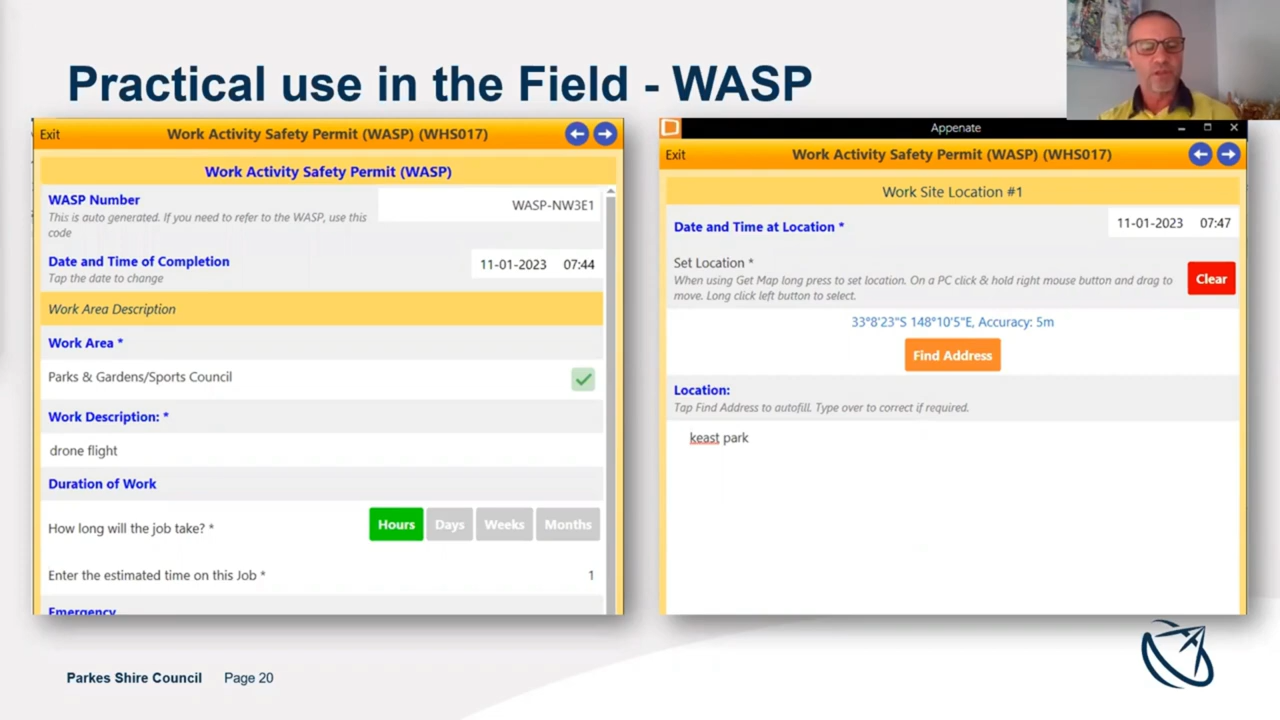 Practical use in the Field - WASP
Exit
Work Activity Safety Permit (WASP) (WHS017)
Work Activity Safety Permit (WASP)
WASP Number
WASP-NW3E1
This is auto generated. If you need to refer to the WASP, use this
code
Date and Time of Completion
11-01-2023 07:44
Tap the date to change
Work Area Description
Work Area *
Parks & Gardens/Sports Council
Work Description: *
drone flight
Duration of Work
How long will the job take? *
Hours
Days
Weeks
Months
Enter the estimated time on this Job *
1
Emergency
Appenate
Exit
Work Activity Safety Permit (WASP) (WHS017)
Work Site Location #1
Date and Time at Location *
11-01-2023 07:47
Set Location *
When using Get Map long press to set location. On a PC click & hold right mouse button and drag to
move. Long click left button to select.
Clear
33°8'23"S 148°10'5"E, Accuracy: 5m
Find Address
Location:
Tap Find Address to autofill. Type over to correct if required.
keast park
Parkes Shire Council Page 20